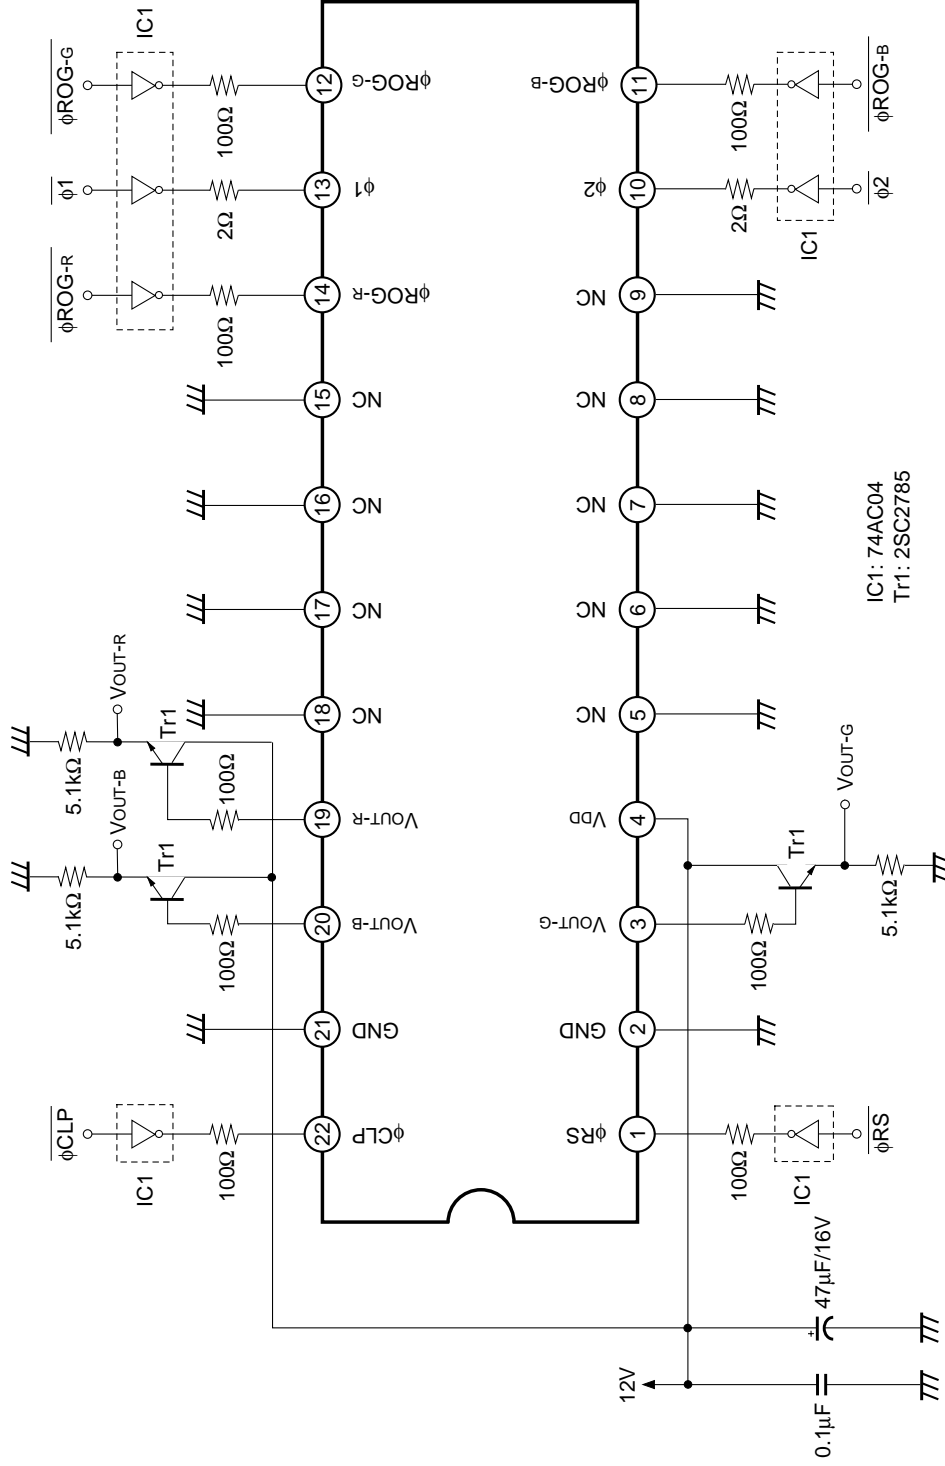 φCLP
5.1kΩ
5.1kΩ
φROG-R
φ1
φROG-G
VOUT-B
VOUT-R
IC1
Tr1
Tr1
IC1
100Ω
100Ω
100Ω
100Ω
2Ω
100Ω
22
21
20
19
18
17
16
15
14
13
12
φCLP
GND
VOUT-B
VOUT-R
NC
NC
NC
NC
φROG-R
φ1
φROG-G
φRS
GND
VOUT-G
VDD
NC
NC
NC
NC
NC
φ2
φROG-B
1
2
3
4
5
6
7
8
9
10
11
12V
100Ω
100Ω
2Ω
100Ω
IC1
Tr1
IC1
0.1µF
+
47µF/16V
φRS
VOUT-G
φ2
φROG-B
5.1kΩ
IC1: 74AC04
Tr1: 2SC2785